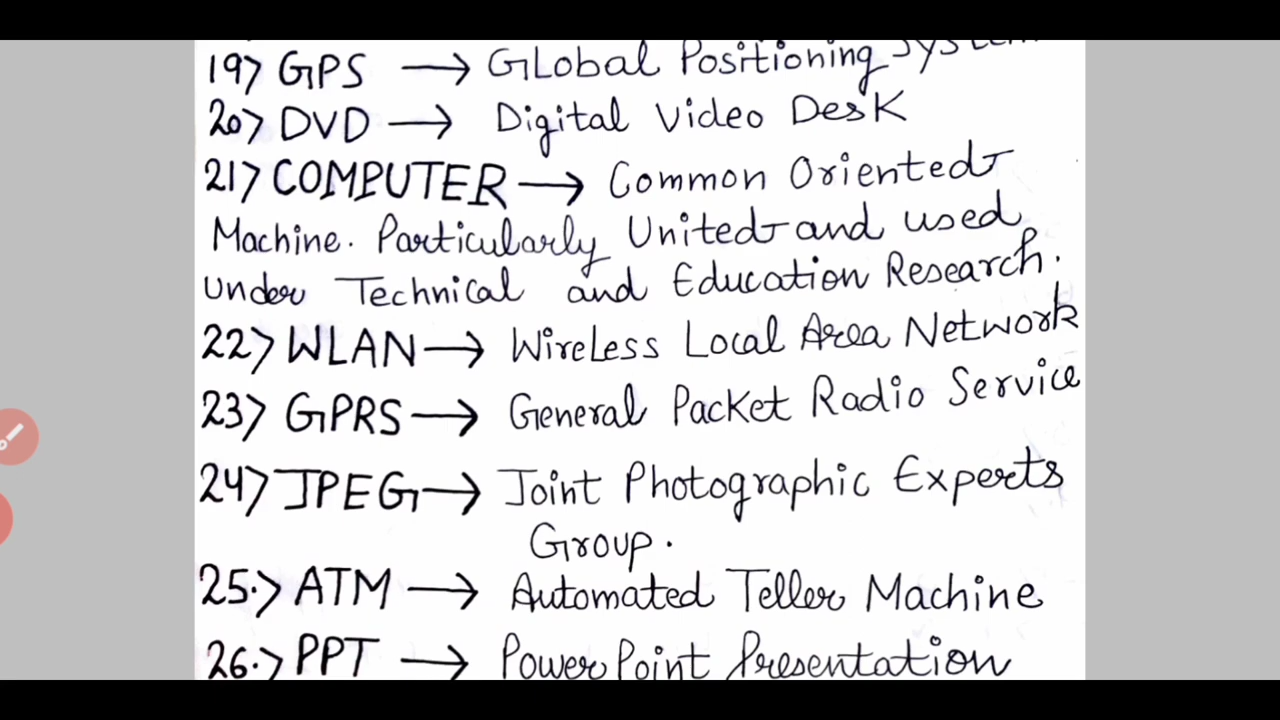 19> GPS → Global Positioning System
20> DVD → Digital Video Desk
21> COMPUTER → Common Oriented
Machine. Particularly United and used
under Technical and Education Research.
22> WLAN → Wireless Local Area Network
23> GPRS → General Packet Radio Service
24> JPEG → Joint Photographic Experts
Group.
25.> ATM → Automated Teller Machine
26.> PPT → PowerPoint Presentation